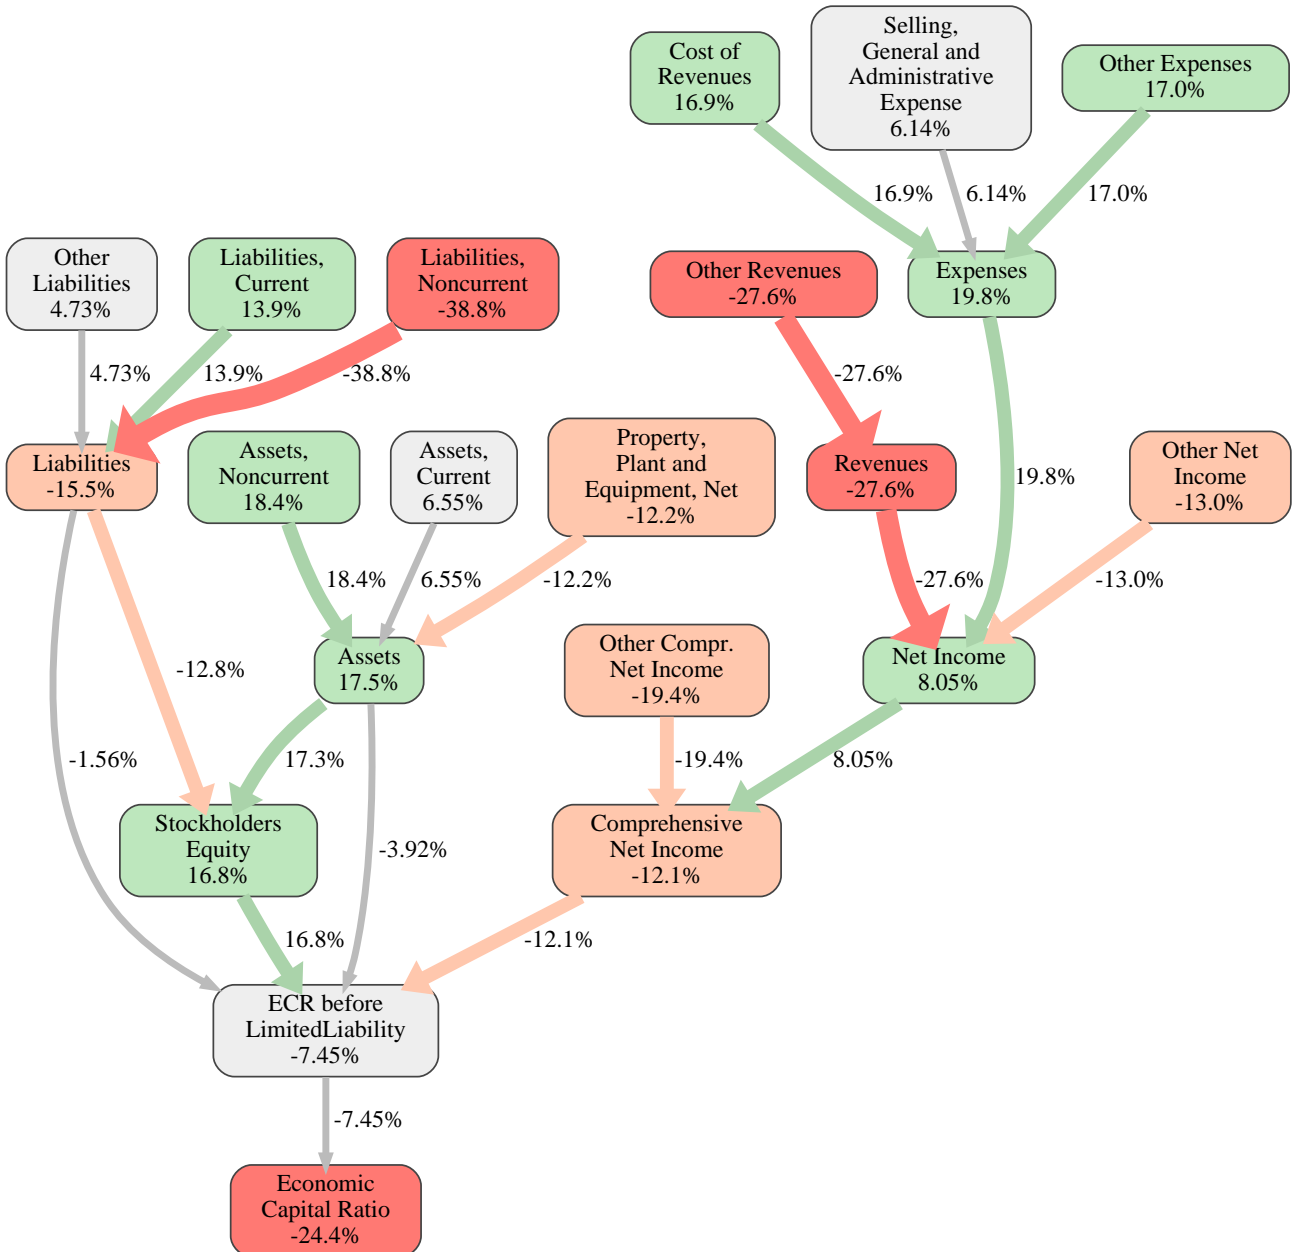 Cost of
Revenues
16.9%
Selling,
General and
Administrative
Expense
6.14%
Other Expenses
17.0%
16.9%
6.14%
17.0%
Other
Liabilities
4.73%
Liabilities,
Current
13.9%
Liabilities,
Noncurrent
-38.8%
Other Revenues
-27.6%
Expenses
19.8%
4.73%
13.9%
-38.8%
-27.6%
Liabilities
-15.5%
Assets,
Noncurrent
18.4%
Assets,
Current
6.55%
Property,
Plant and
Equipment, Net
-12.2%
Revenues
-27.6%
19.8%
Other Net
Income
-13.0%
18.4%
6.55%
-12.2%
-27.6%
-13.0%
-12.8%
Assets
17.5%
Other Compr.
Net Income
-19.4%
Net Income
8.05%
-1.56%
17.3%
-19.4%
8.05%
Stockholders
Equity
16.8%
-3.92%
Comprehensive
Net Income
-12.1%
16.8%
-12.1%
ECR before
LimitedLiability
-7.45%
-7.45%
Economic
Capital Ratio
-24.4%